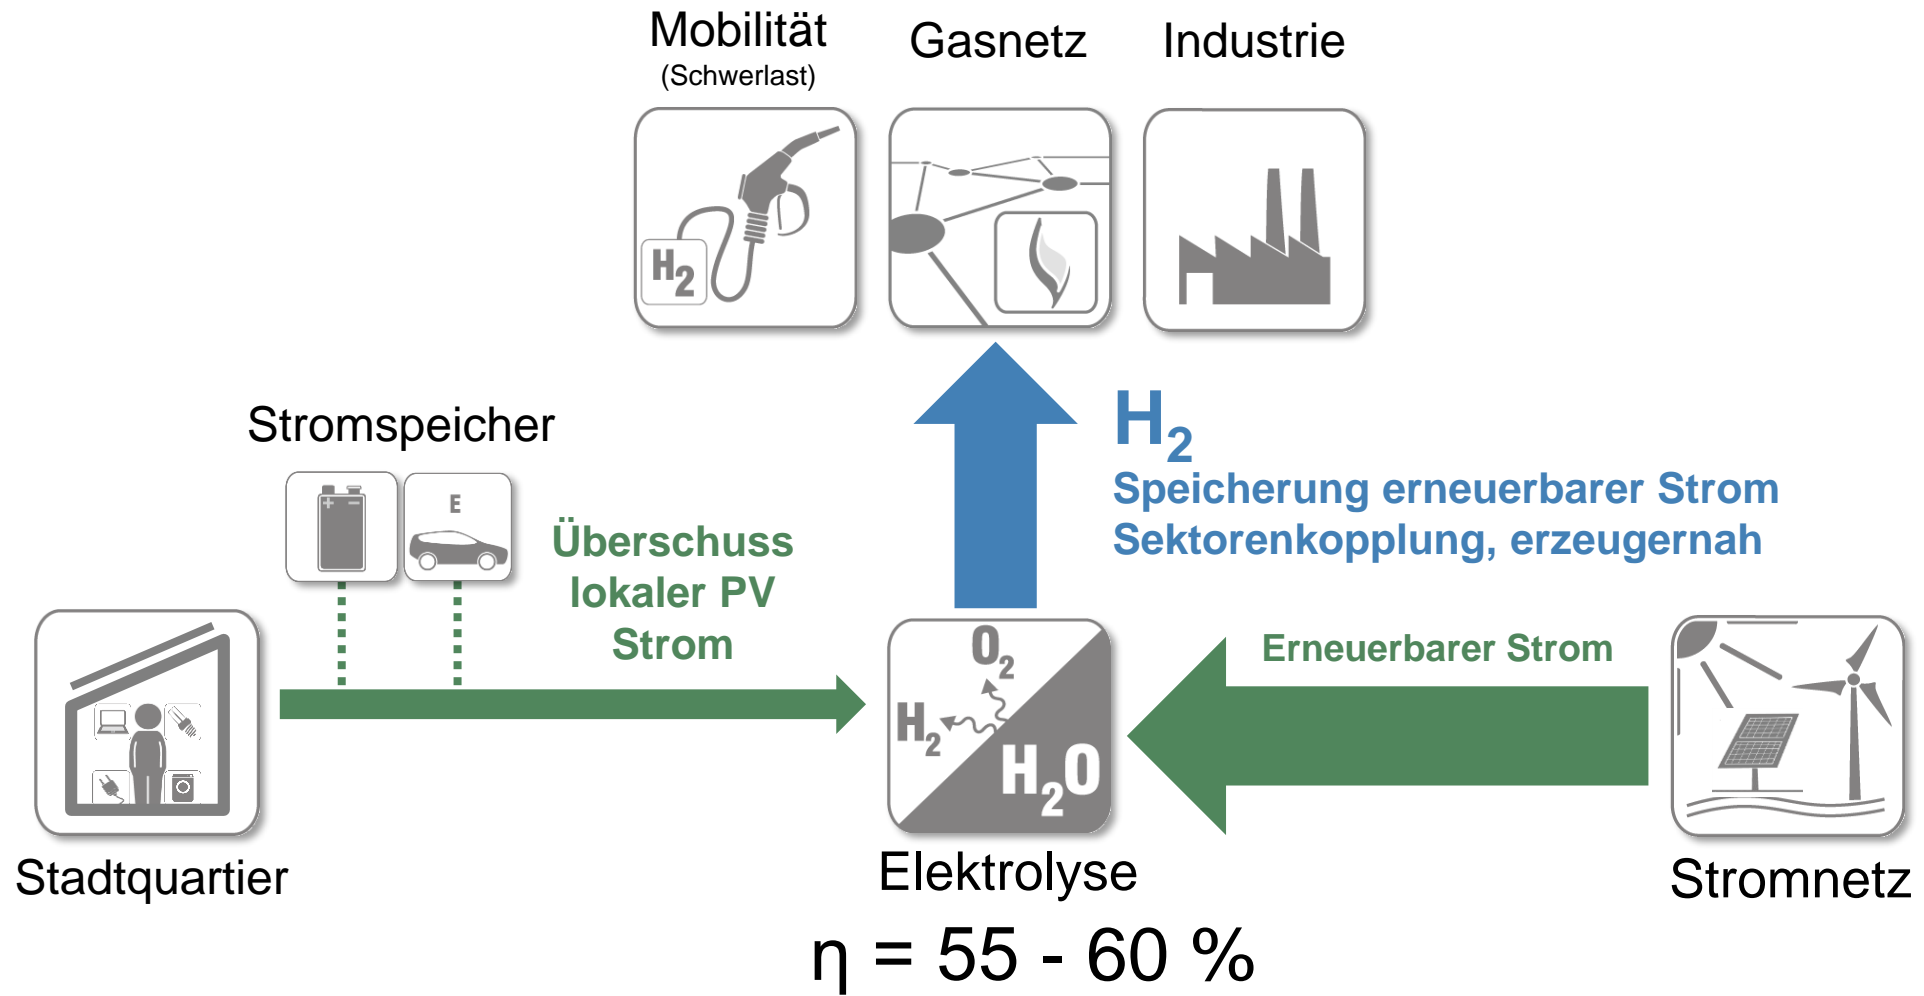 Mobilität
(Schwerlast)
Gasnetz
Industrie
H2
Stromspeicher
+ −
E
Überschuss
lokaler PV
Strom
H2
Speicherung erneuerbarer Strom
Sektorenkopplung, erzeugernah
Erneuerbarer Strom
O2
H2
H2O
Stadtquartier
Elektrolyse
Stromnetz
η = 55 - 60 %